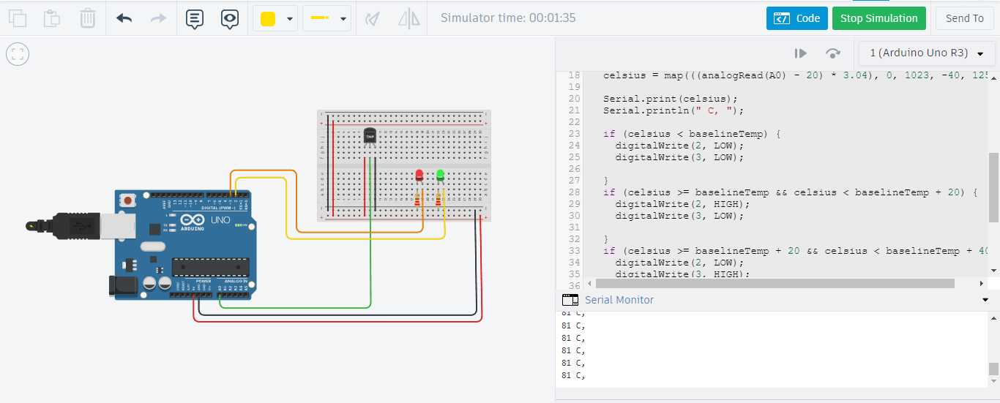 Simulator time: 00:01:35
Code
Stop Simulation
Send To
1 (Arduino Uno R3)
18 celsius = map(((analogRead(A0) - 20) * 3.04), 0, 1023, -40, 125
19
20 Serial.print(celsius);
21 Serial.println(" C, ");
22
23 if (celsius < baselineTemp) {
24 digitalWrite(2, LOW);
25 digitalWrite(3, LOW);
26
27 }
28 if (celsius >= baselineTemp && celsius < baselineTemp + 20) {
29 digitalWrite(2, HIGH);
30 digitalWrite(3, LOW);
31
32 }
33 if (celsius >= baselineTemp + 20 && celsius < baselineTemp + 40
34 digitalWrite(2, LOW);
35 digitalWrite(3, HIGH);
36
Serial Monitor
81 C,
81 C,
81 C,
81 C,
81 C,
81 C,
TMP
DIGITAL (PWM~)
UNO
ARDUINO
POWER
ANALOG IN